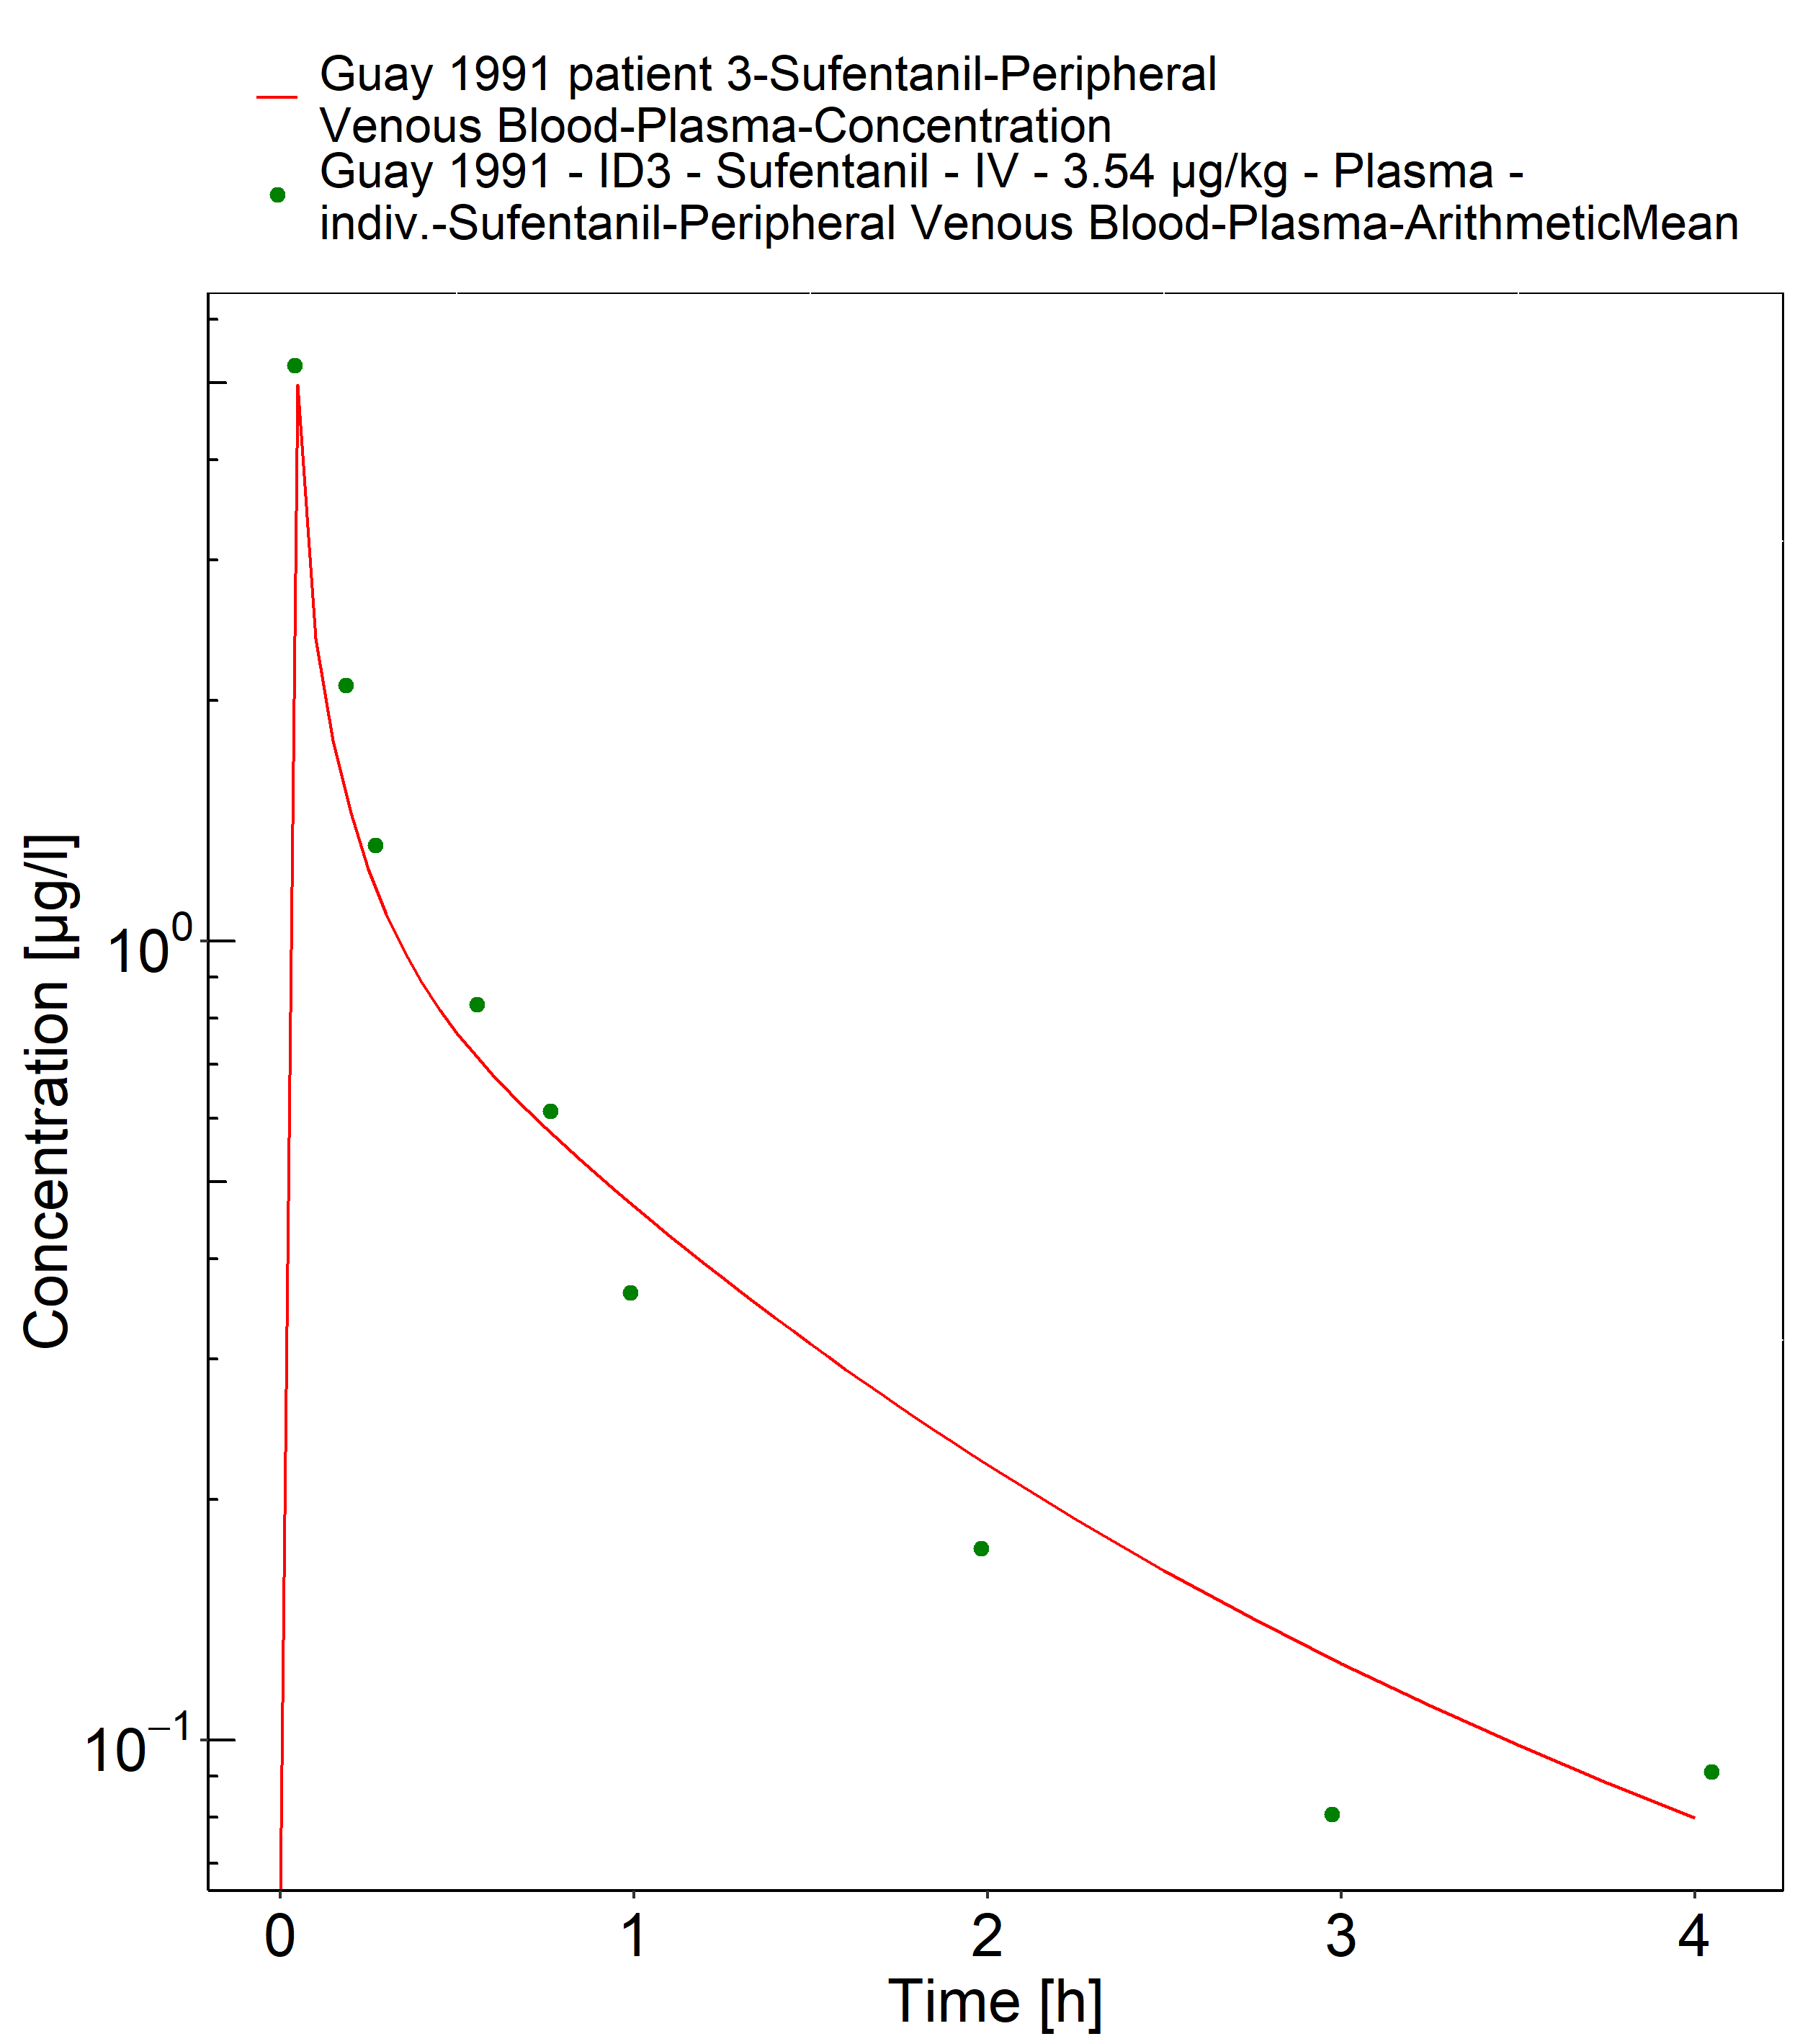 Guay 1991 patient 3-Sufentanil-Peripheral
Venous Blood-Plasma-Concentration
Guay 1991 - ID3 - Sufentanil - IV - 3.54 µg/kg - Plasma -
indiv.-Sufentanil-Peripheral Venous Blood-Plasma-ArithmeticMean
Concentration [µg/l]
10⁰
10⁻¹
0 1 2 3 4
Time [h]